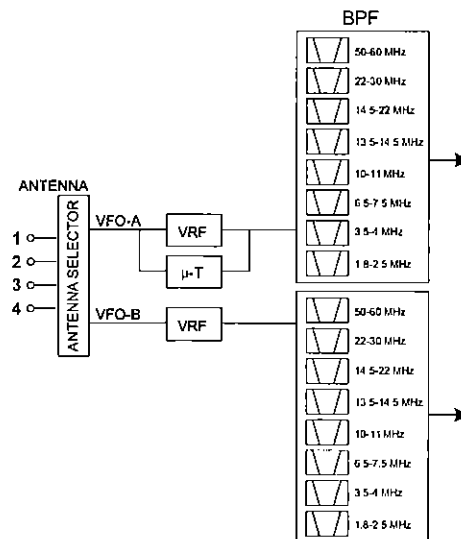 BPF
50-60 MHz
22-30 MHz
14 5-22 MHz
13 5-14 5 MHz
10-11 MHz
6 5-7 5 MHz
3 5-4 MHz
1 8-2 5 MHz
ANTENNA
1
2
3
4
ANTENNA SELECTOR
VFO-A
VRF
µ-T
VFO-B
VRF
50-60 MHz
22-30 MHz
14 5-22 MHz
13 5-14 5 MHz
10-11 MHz
6 5-7.5 MHz
3 5-4 MHz
1.8-2 5 MHz